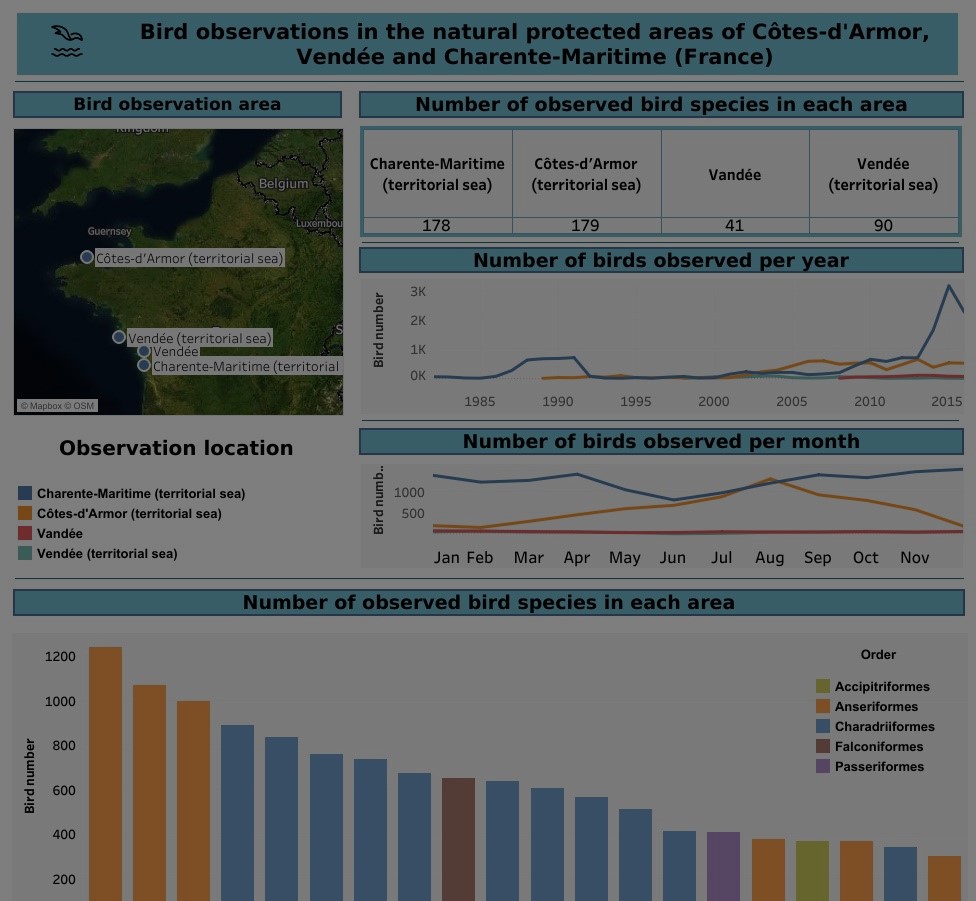 Bird observations in the natural protected areas of Côtes-d'Armor,
Vendée and Charente-Maritime (France)
Bird observation area
Number of observed bird species in each area
Kingdom
Belgium
Luxembou
Guernsey
Côtes-d'Armor (territorial sea)
Vendée (territorial sea)
Vendée
Charente-Maritime (territorial
S
© Mapbox © OSM
Charente-Maritime
(territorial sea)
Côtes-d'Armor
(territorial sea)
Vandée
Vendée
(territorial sea)
178 179 41 90
Number of birds observed per year
Bird number
3K
2K
1K
0K
1985 1990 1995 2000 2005 2010 2015
Number of birds observed per month
Bird numb..
1000
500
Jan Feb Mar Apr May Jun Jul Aug Sep Oct Nov
Observation location
Charente-Maritime (territorial sea)
Côtes-d'Armor (territorial sea)
Vandée
Vendée (territorial sea)
Number of observed bird species in each area
Bird number
1200
1000
800
600
400
200
Order
Accipitriformes
Anseriformes
Charadriiformes
Falconiformes
Passeriformes